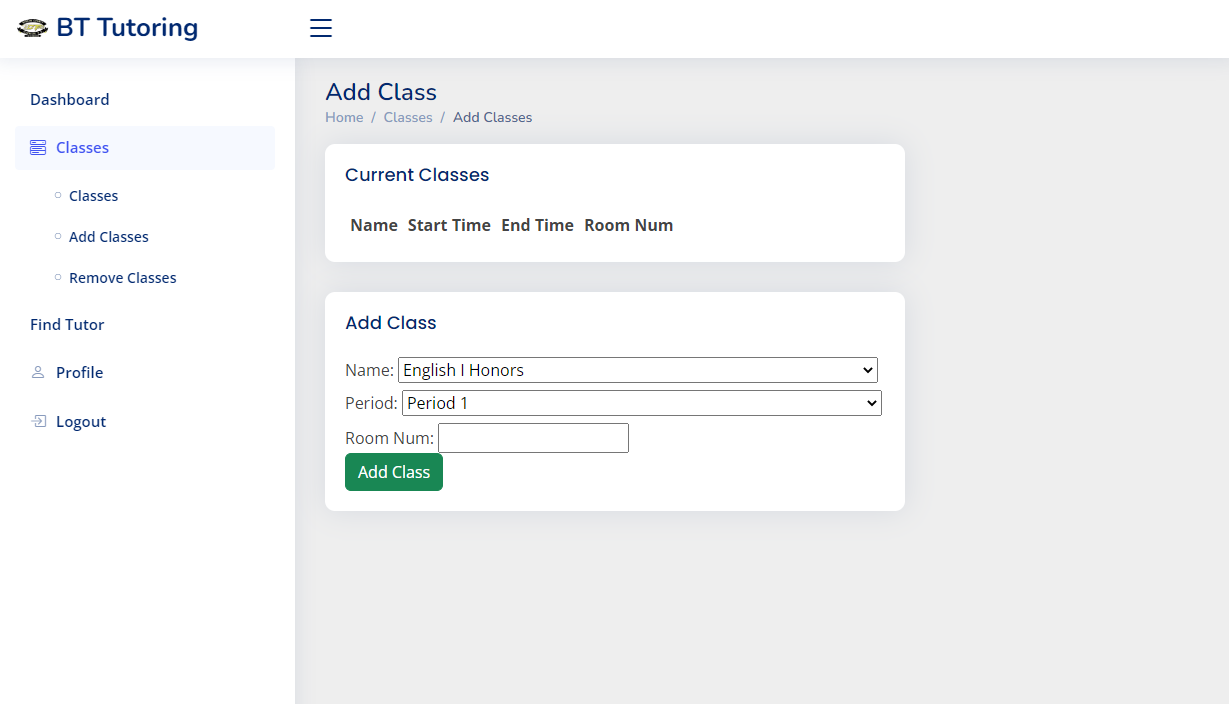 BT Tutoring
Dashboard
Classes
Classes
Add Classes
Remove Classes
Find Tutor
Profile
Logout
Add Class
Home / Classes / Add Classes
Current Classes
Name Start Time End Time Room Num
Add Class
Name: English I Honors
Period: Period 1
Room Num:
Add Class